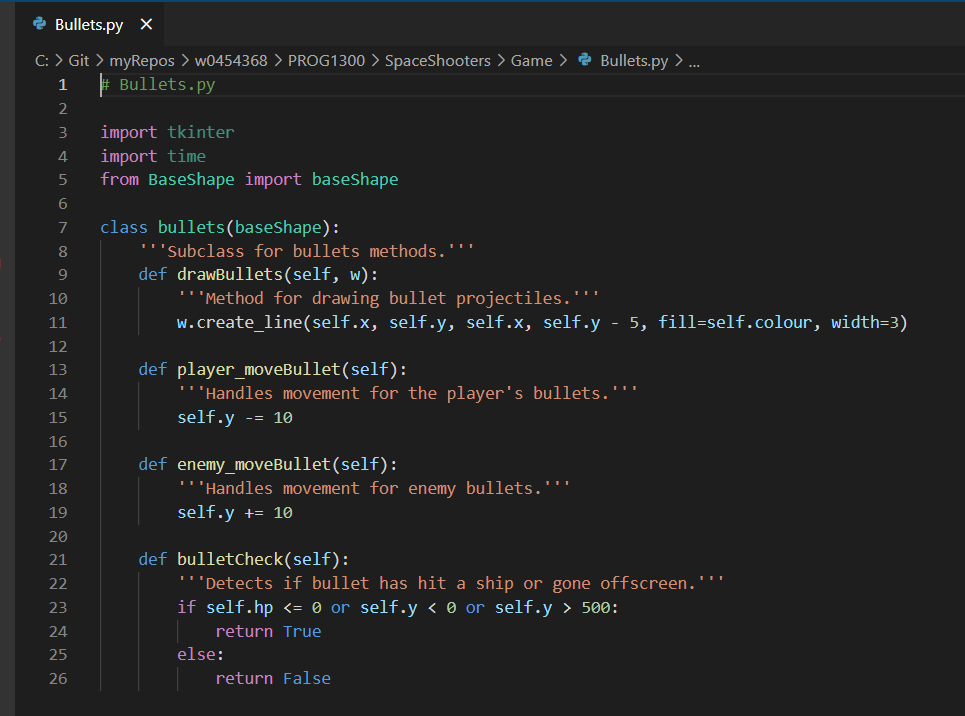 Bullets.py ×
C: > Git > myRepos > w0454368 > PROG1300 > SpaceShooters > Game > Bullets.py > ...
1 # Bullets.py
2
3 import tkinter
4 import time
5 from BaseShape import baseShape
6
7 class bullets(baseShape):
8     '''Subclass for bullets methods.'''
9     def drawBullets(self, w):
10         '''Method for drawing bullet projectiles.'''
11         w.create_line(self.x, self.y, self.x, self.y - 5, fill=self.colour, width=3)
12
13     def player_moveBullet(self):
14         '''Handles movement for the player's bullets.'''
15         self.y -= 10
16
17     def enemy_moveBullet(self):
18         '''Handles movement for enemy bullets.'''
19         self.y += 10
20
21     def bulletCheck(self):
22         '''Detects if bullet has hit a ship or gone offscreen.'''
23         if self.hp <= 0 or self.y < 0 or self.y > 500:
24             return True
25         else:
26             return False